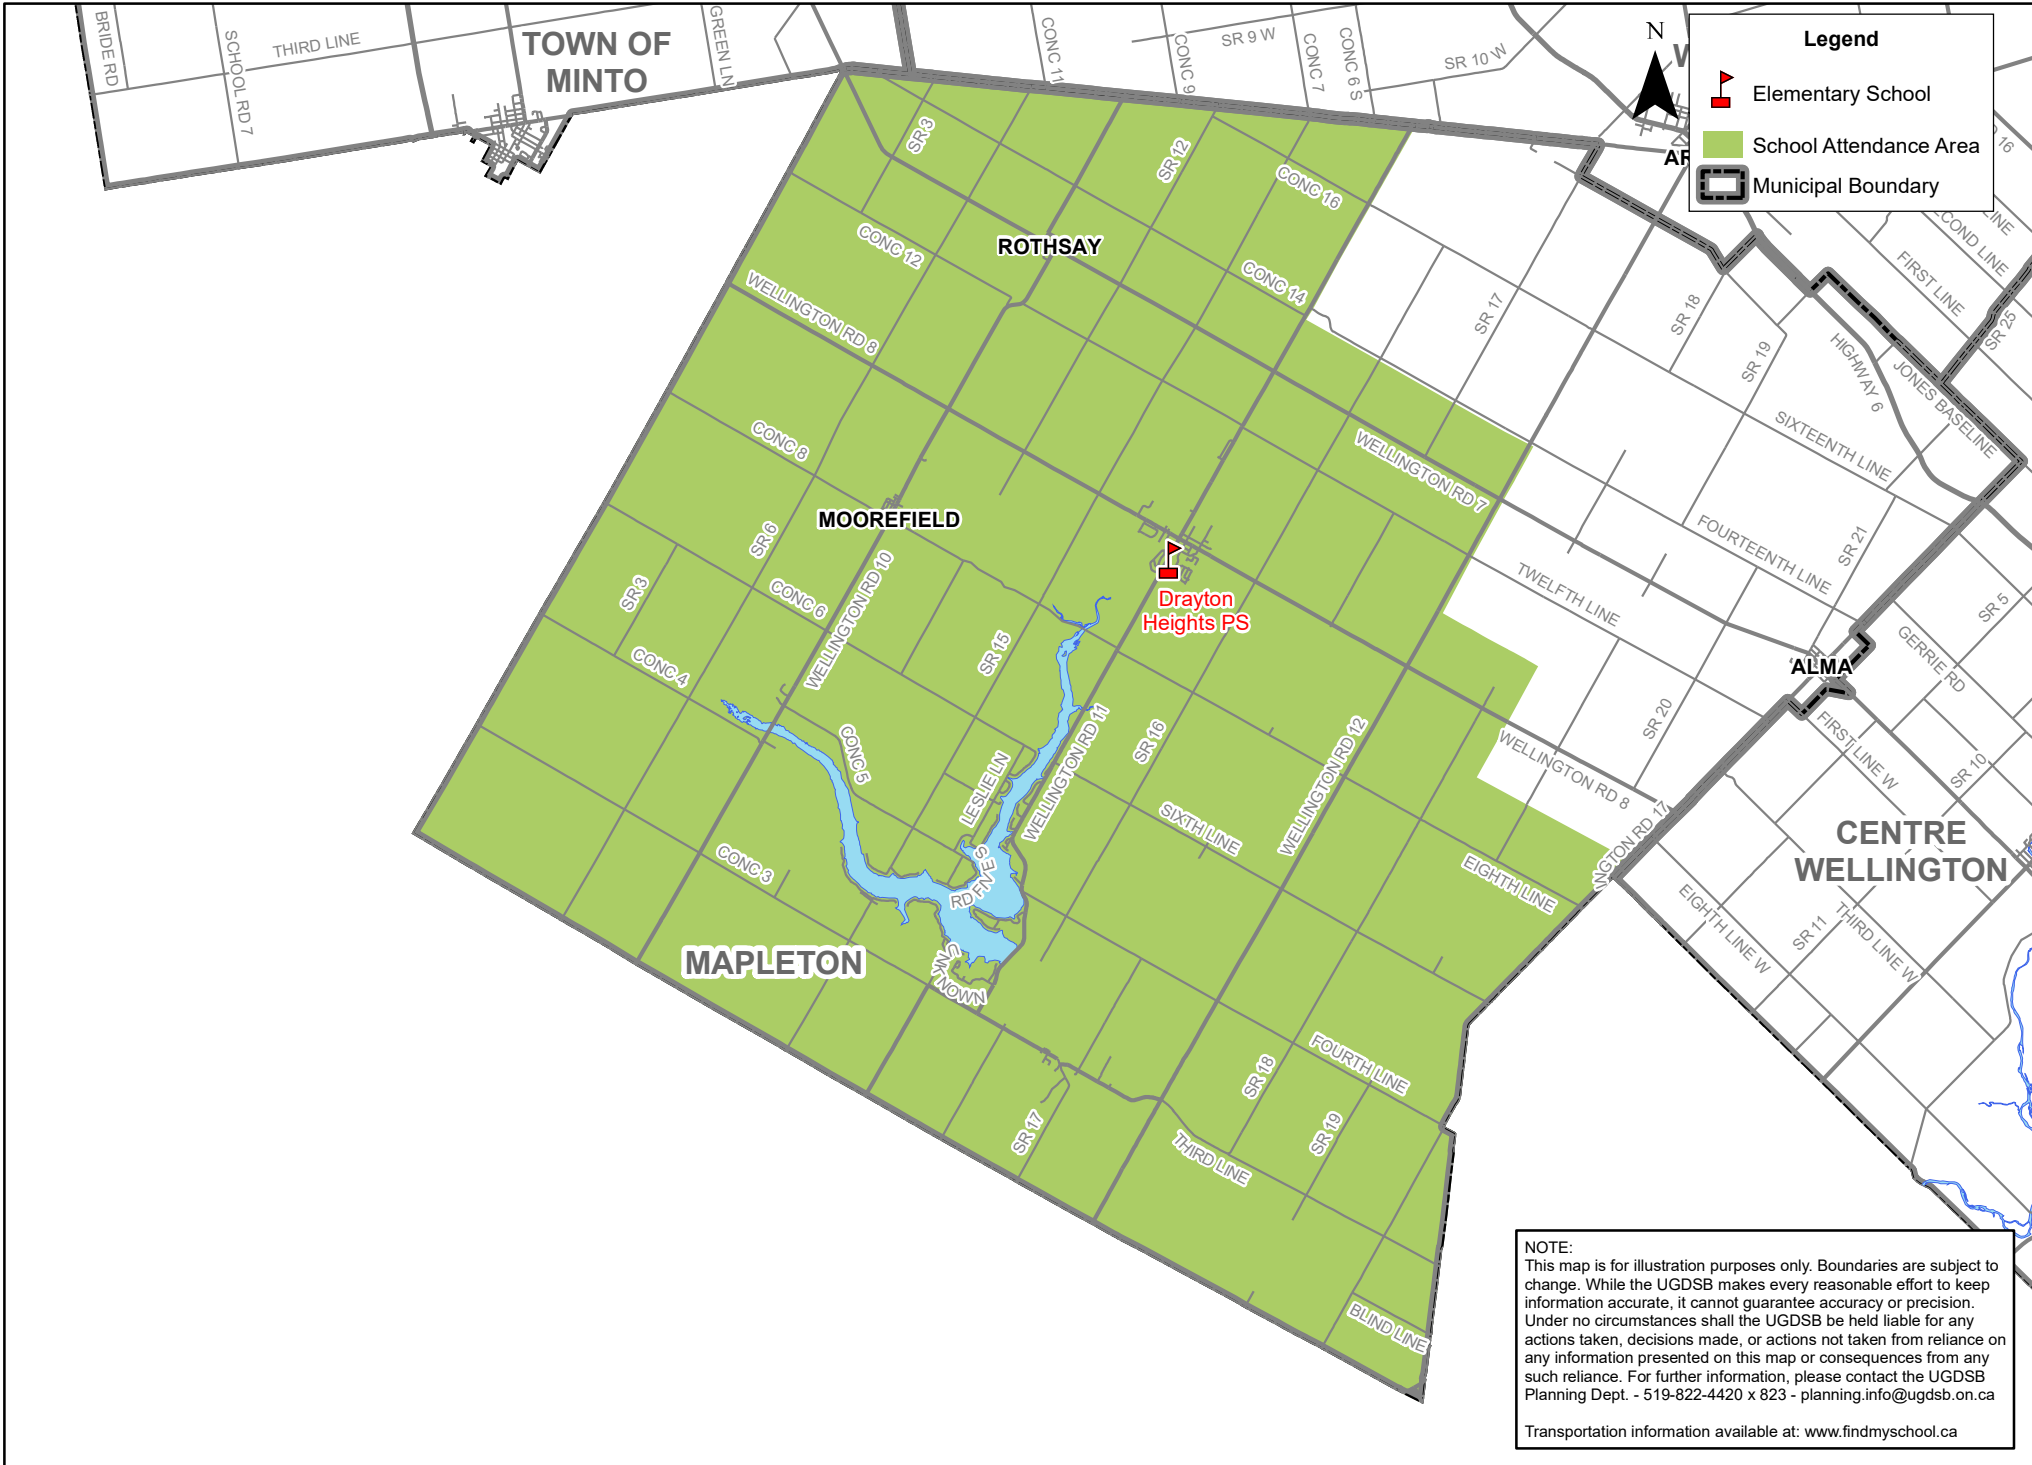 BRIDE RD
SCHOOL RD 7
THIRD LINE
TOWN OF
MINTO
GREEN LN
CONC 11
CONC 9
SR 9 W
CONC 7
CONC 6 S
SR 10 W
N
Legend
Elementary School
School Attendance Area
Municipal Boundary
SR 3
SR 12
CONC 16
CONC 12
ROTHSAY
CONC 14
WELLINGTON RD 8
SR 17
SR 18
SR 19
HIGHWAY 6
JONES BASELINE
FIRST LINE
SECOND LINE
LINE
SR 25
16
SIXTEENTH LINE
CONC 8
WELLINGTON RD 7
MOOREFIELD
SR 6
SR 3
CONC 6
WELLINGTON RD 10
CONC 4
Drayton
Heights PS
FOURTEENTH LINE
SR 21
TWELFTH LINE
SR 5
GERRIE RD
ALMA
SR 15
CONC 5
LESLIE LN
WELLINGTON RD 11
SR 16
WELLINGTON RD 12
SR 20
WELLINGTON RD 8
FIRST LINE W
SR 10
SIXTH LINE
EIGHTH LINE
INGTON RD 17
CENTRE
WELLINGTON
CONC 3
RD FIVE S
EIGHTH LINE W
SR 11
THIRD LINE W
MAPLETON
UNKNOWN
FOURTH LINE
SR 18
SR 19
SR 17
THIRD LINE
BLIND LINE
NOTE:
This map is for illustration purposes only. Boundaries are subject to
change. While the UGDSB makes every reasonable effort to keep
information accurate, it cannot guarantee accuracy or precision.
Under no circumstances shall the UGDSB be held liable for any
actions taken, decisions made, or actions not taken from reliance on
any information presented on this map or consequences from any
such reliance. For further information, please contact the UGDSB
Planning Dept. - 519-822-4420 x 823 - planning.info@ugdsb.on.ca
Transportation information available at: www.findmyschool.ca